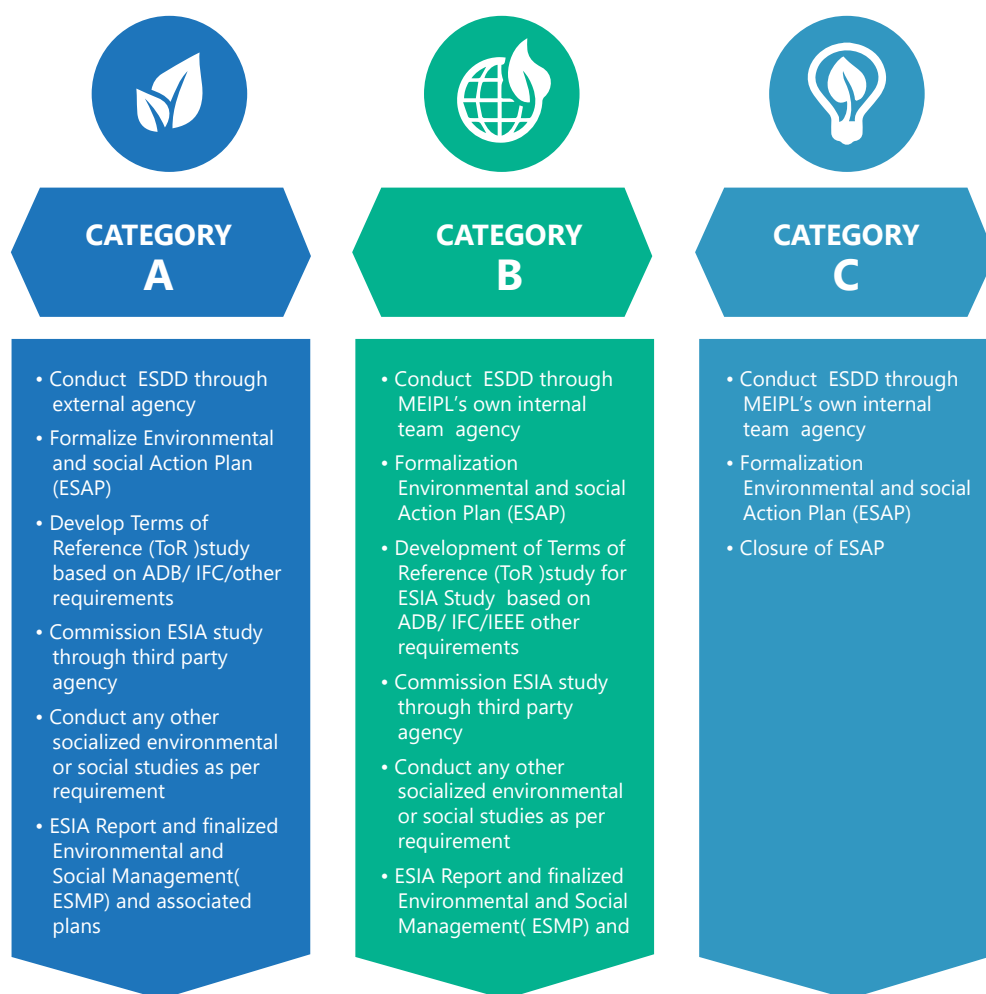 CATEGORY
A
• Conduct  ESDD through
external agency
• Formalize Environmental
and social Action Plan
(ESAP)
• Develop Terms of
Reference (ToR )study
based on ADB/ IFC/other
requirements
• Commission ESIA study
through third party
agency
• Conduct any other
socialized environmental
or social studies as per
requirement
• ESIA Report and finalized
Environmental and
Social Management(
ESMP) and associated
plans
CATEGORY
B
• Conduct  ESDD through
MEIPL’s own internal
team  agency
• Formalization
Environmental and social
Action Plan (ESAP)
• Development of Terms of
Reference (ToR )study for
ESIA Study  based on
ADB/ IFC/IEEE other
requirements
• Commission ESIA study
through third party
agency
• Conduct any other
socialized environmental
or social studies as per
requirement
• ESIA Report and finalized
Environmental and Social
Management( ESMP) and
CATEGORY
C
• Conduct  ESDD through
MEIPL’s own internal
team  agency
• Formalization
Environmental and social
Action Plan (ESAP)
• Closure of ESAP